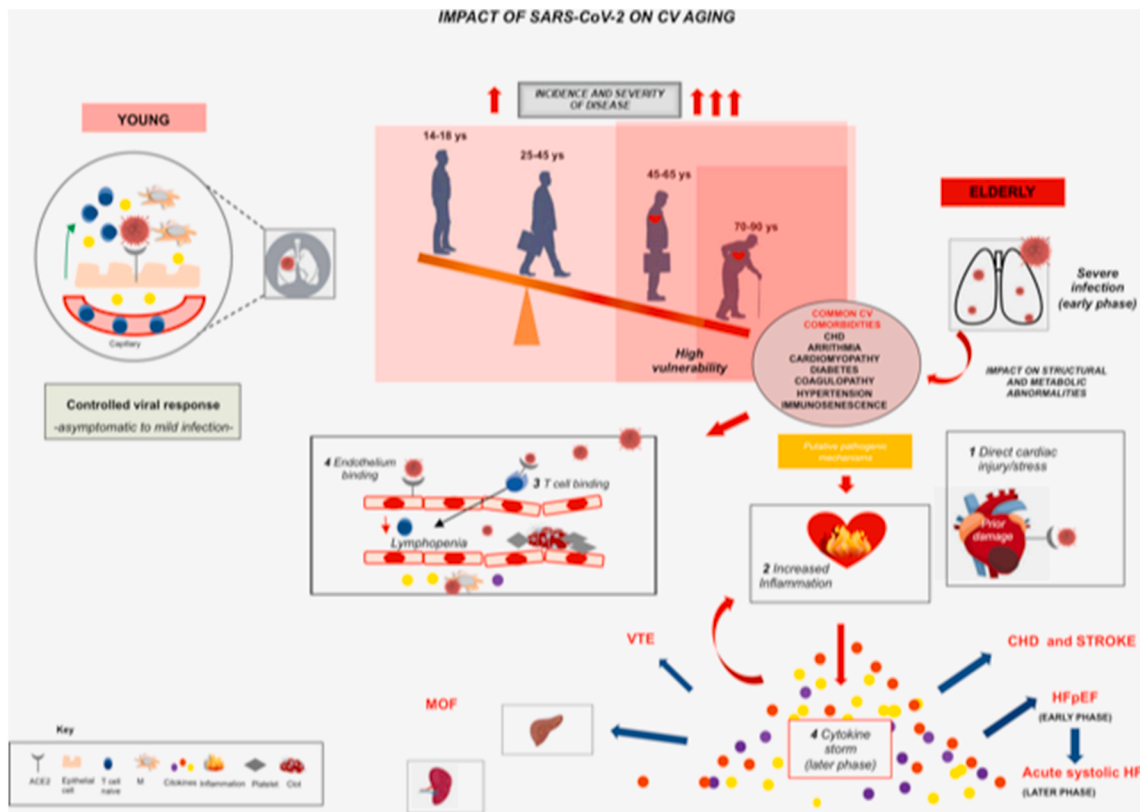 IMPACT OF SARS-CoV-2 ON CV AGING
INCIDENCE AND SEVERITY
OF DISEASE
YOUNG
14-18 ys
25-45 ys
45-65 ys
70-90 ys
ELDERLY
Severe
infection
(early phase)
Capillary
High
vulnerability
COMMON CV
COMORBIDITIES
CHD
ARRITHMIA
CARDIOMYOPATHY
DIABETES
COAGULOPATHY
HYPERTENSION
IMMUNOSENESCENCE
IMPACT ON STRUCTURAL
AND METABOLIC
ABNORMALITIES
Controlled viral response
-asymptomatic to mild infection-
Putative pathogenic
mechanisms
4 Endothelium
binding
3 T cell binding
Lymphopenia
1 Direct cardiac
injury/stress
Prior
damage
2 Increased
Inflammation
VTE
CHD and STROKE
MOF
HFpEF
(EARLY PHASE)
4 Cytokine
storm
(later phase)
Acute systolic HF
(LATER PHASE)
Key
ACE2
Epithelial
cell
T cell
naive
M
Citokines
Inflammation
Platelet
Clot